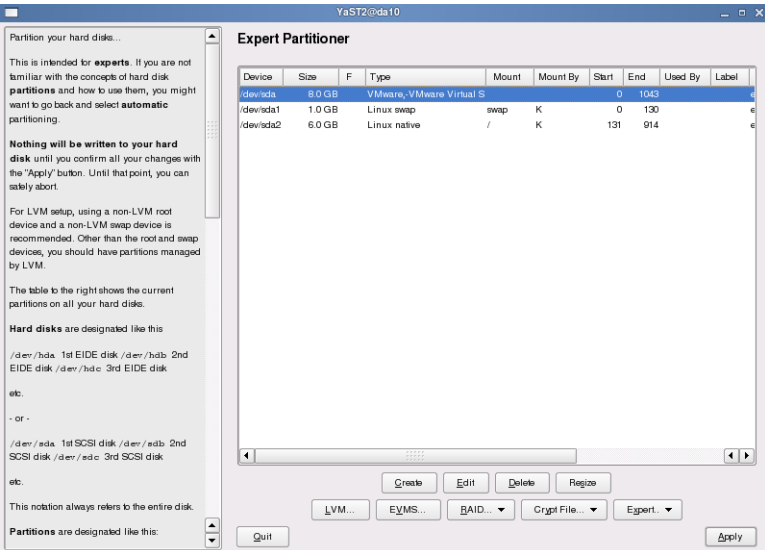 YaST2@da10
Partition your hard disks...
This is intended for experts. If you are not
familiar with the concepts of hard disk
partitions and how to use them, you might
want to go back and select automatic
partitioning.
Nothing will be written to your hard
disk until you confirm all your changes with
the "Apply" button. Until that point, you can
safely abort.
For LVM setup, using a non-LVM root
device and a non-LVM swap device is
recommended. Other than the root and swap
devices, you should have partitions managed
by LVM.
The table to the right shows the current
partitions on all your hard disks.
Hard disks are designated like this
/dev/hda 1st EIDE disk /dev/hdb 2nd
EIDE disk /dev/hdc 3rd EIDE disk
etc.
- or -
/dev/sda 1st SCSI disk /dev/sdb 2nd
SCSI disk /dev/sdc 3rd SCSI disk
etc.
This notation always refers to the entire disk.
Partitions are designated like this:
Expert Partitioner
Device Size F Type Mount Mount By Start End Used By Label
/dev/sda 8.0 GB VMware,-VMware Virtual S 0 1043 e
/dev/sda1 1.0 GB Linux swap swap K 0 130 e
/dev/sda2 6.0 GB Linux native / K 131 914 e
Create Edit Delete Resize
LVM... EVMS... RAID... Crypt File... Expert..
Quit Apply